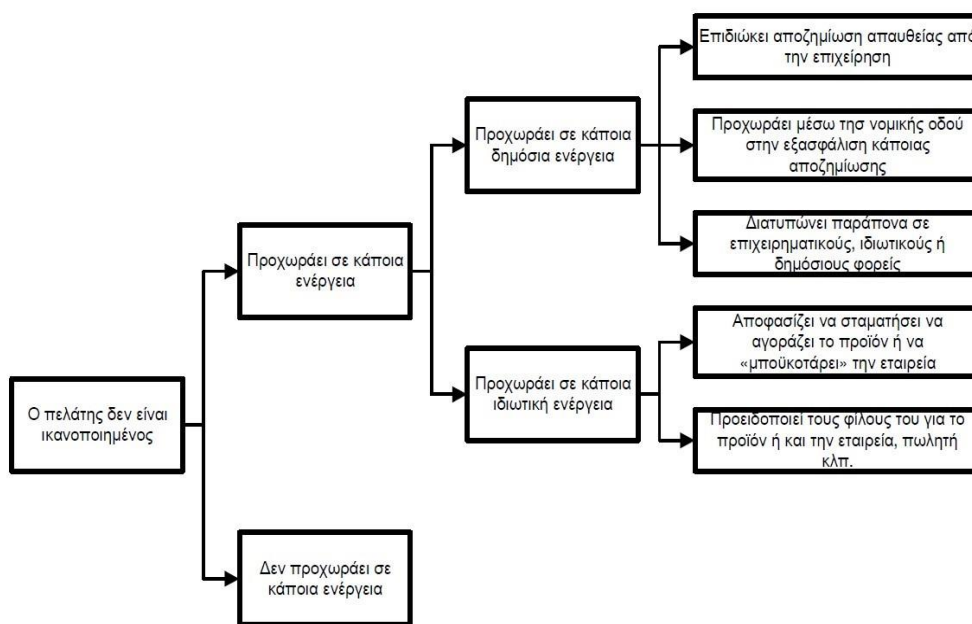 Ο πελάτης δεν είναι
ικανοποιημένος
Προχωράει σε κάποια
ενέργεια
Δεν προχωράει σε
κάποια ενέργεια
Προχωράει σε κάποια
δημόσια ενέργεια
Προχωράει σε κάποια
ιδιωτική ενέργεια
Επιδιώκει αποζημίωση απαυθείας από
την επιχείρηση
Προχωράει μέσω τησ νομικής οδού
στην εξασφάλιση κάποιας
αποζημίωσης
Διατυπώνει παράπονα σε
επιχειρηματικούς, ιδιωτικούς ή
δημόσιους φορείς
Αποφασίζει να σταματήσει να
αγοράζει το προϊόν ή να
«μποϋκοτάρει» την εταιρεία
Προειδοποιεί τους φίλους του για το
προϊόν ή και την εταιρεία, πωλητή
κλπ.